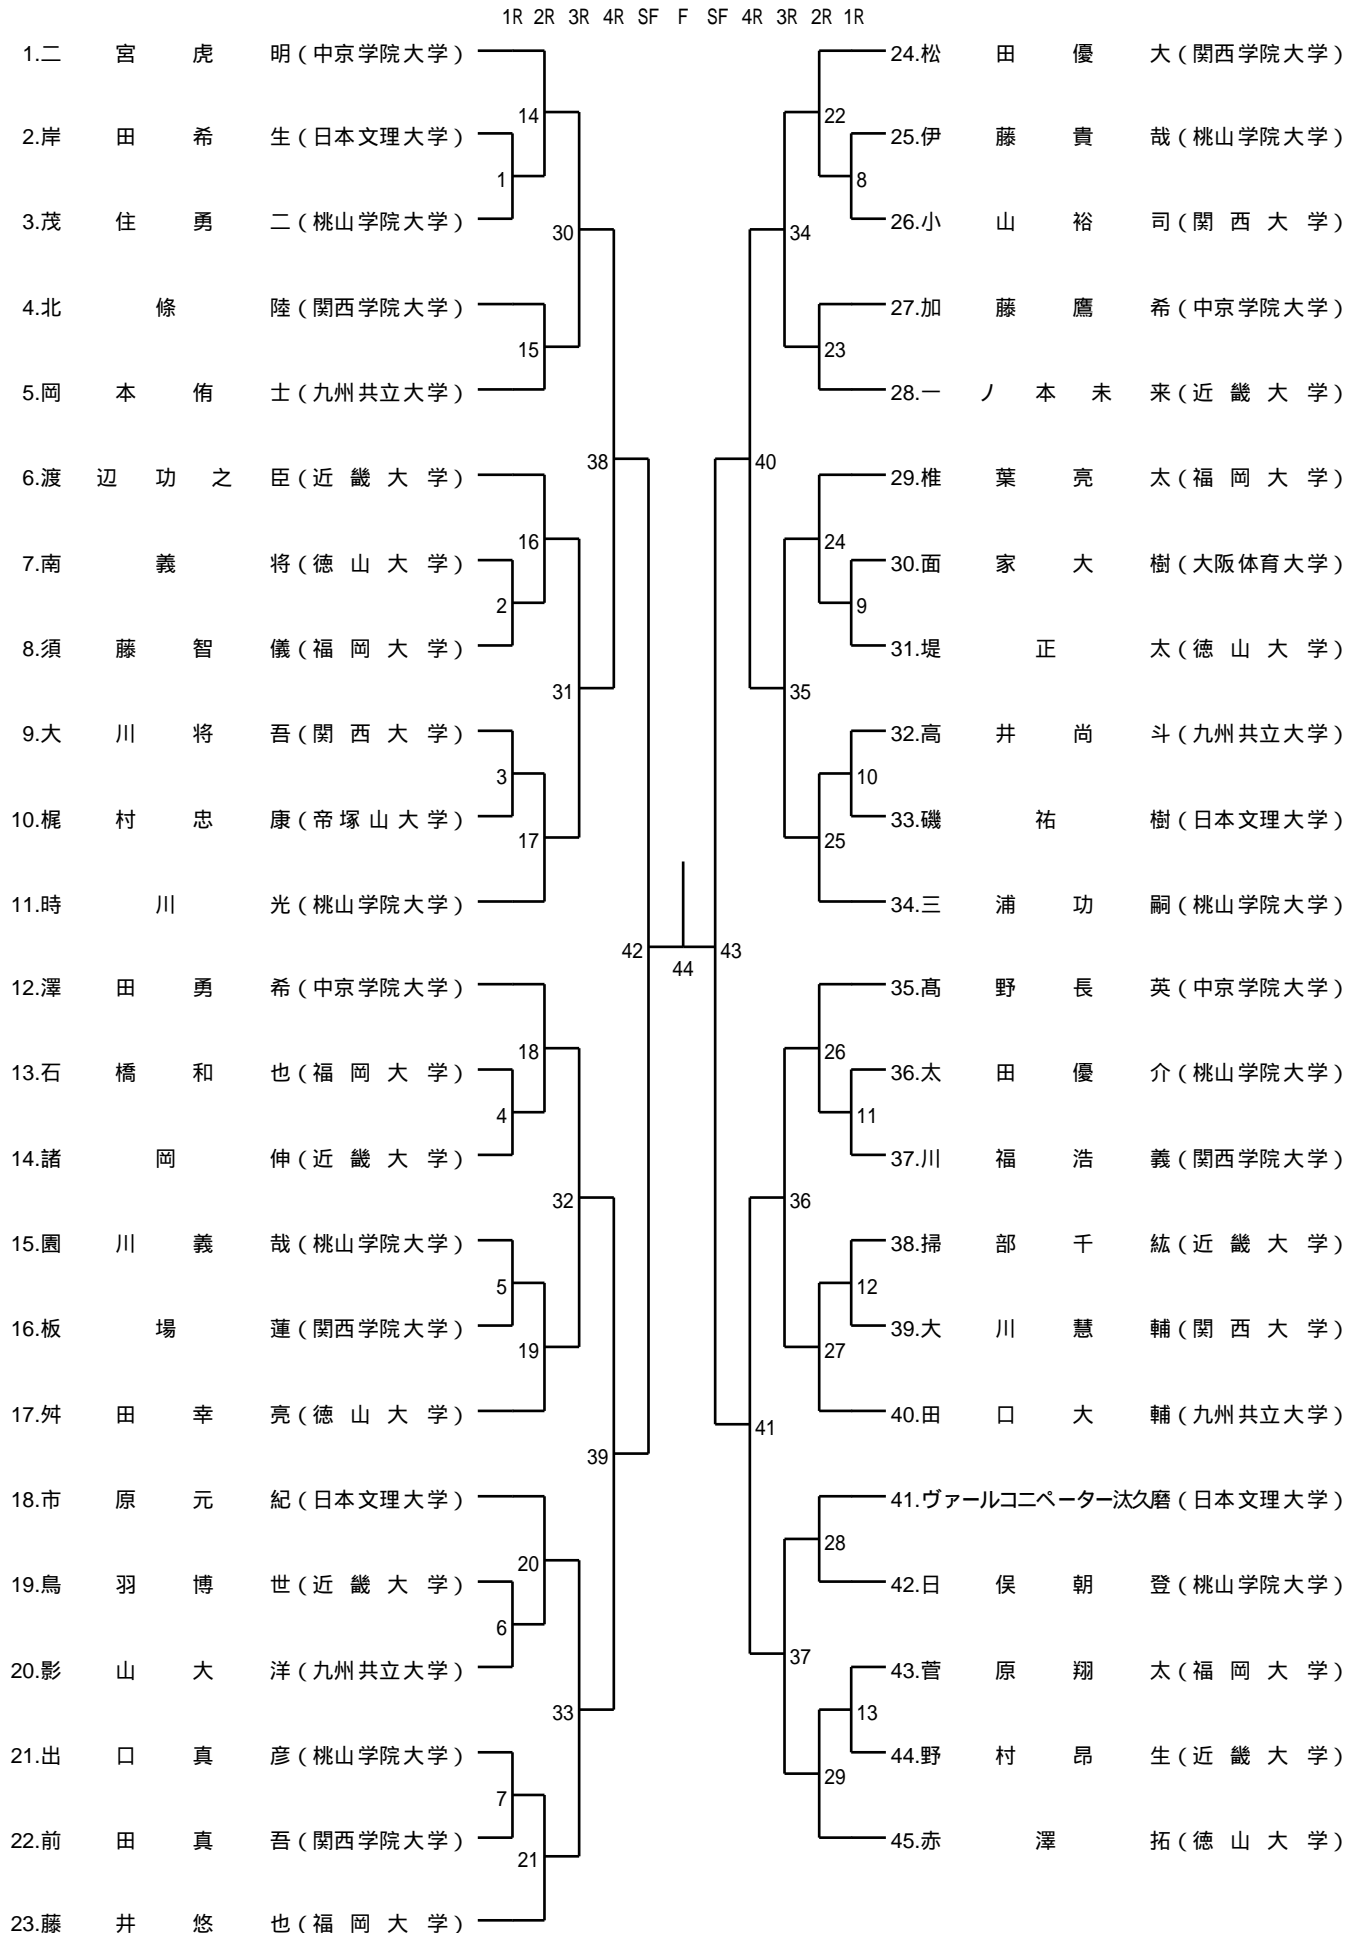 1R 2R 3R 4R SF F SF 4R 3R 2R 1R
1.二宮虎明(中京学院大学)
2.岸田希生(日本文理大学)
3.茂住勇二(桃山学院大学)
4.北條陸(関西学院大学)
5.岡本侑士(九州共立大学)
6.渡辺功之臣(近畿大学)
7.南義将(徳山大学)
8.須藤智儀(福岡大学)
9.大川将吾(関西大学)
10.梶村忠康(帝塚山大学)
11.時川光(桃山学院大学)
12.澤田勇希(中京学院大学)
13.石橋和也(福岡大学)
14.諸岡伸(近畿大学)
15.園川義哉(桃山学院大学)
16.板場蓮(関西学院大学)
17.舛田幸亮(徳山大学)
18.市原元紀(日本文理大学)
19.鳥羽博世(近畿大学)
20.影山大洋(九州共立大学)
21.出口真彦(桃山学院大学)
22.前田真吾(関西学院大学)
23.藤井悠也(福岡大学)
14
1
30
15
38
16
2
31
3
17
42
18
4
32
5
19
39
20
6
33
7
21
44
43
22
8
34
23
40
24
9
35
10
25
26
11
36
12
27
41
28
37
13
29
24.松田優大(関西学院大学)
25.伊藤貴哉(桃山学院大学)
26.小山裕司(関西大学)
27.加藤鷹希(中京学院大学)
28.一ノ本未来(近畿大学)
29.椎葉亮太(福岡大学)
30.面家大樹(大阪体育大学)
31.堤正太(徳山大学)
32.高井尚斗(九州共立大学)
33.磯祐樹(日本文理大学)
34.三浦功嗣(桃山学院大学)
35.髙野長英(中京学院大学)
36.太田優介(桃山学院大学)
37.川福浩義(関西学院大学)
38.掃部千紘(近畿大学)
39.大川慧輔(関西大学)
40.田口大輔(九州共立大学)
41.ヴァールコニペーター汰久磨(日本文理大学)
42.日俣朝登(桃山学院大学)
43.菅原翔太(福岡大学)
44.野村昂生(近畿大学)
45.赤澤拓(徳山大学)